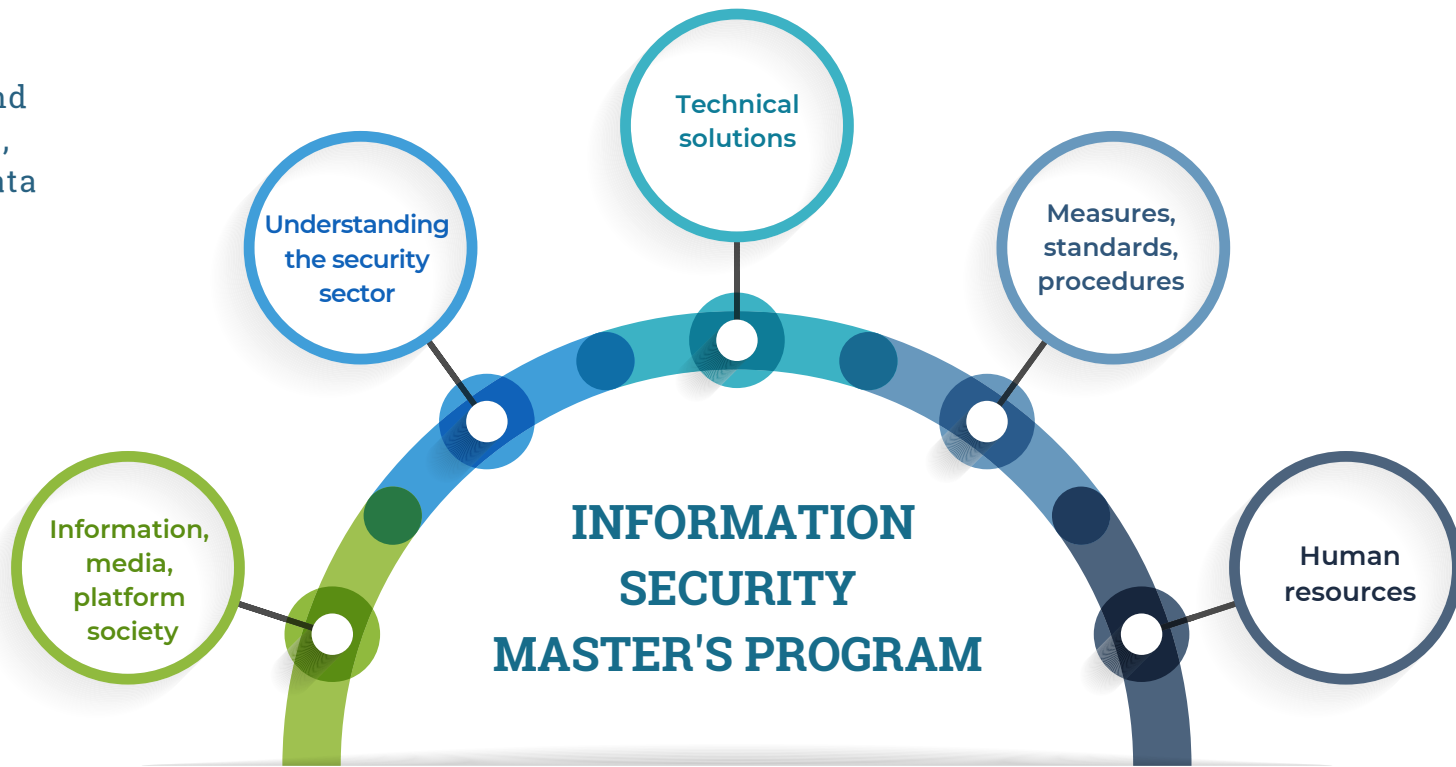 Technical
solutions
Understanding
the security
sector
Measures,
standards,
procedures
Information,
media,
platform
society
Human
resources
INFORMATION
SECURITY
MASTER'S PROGRAM